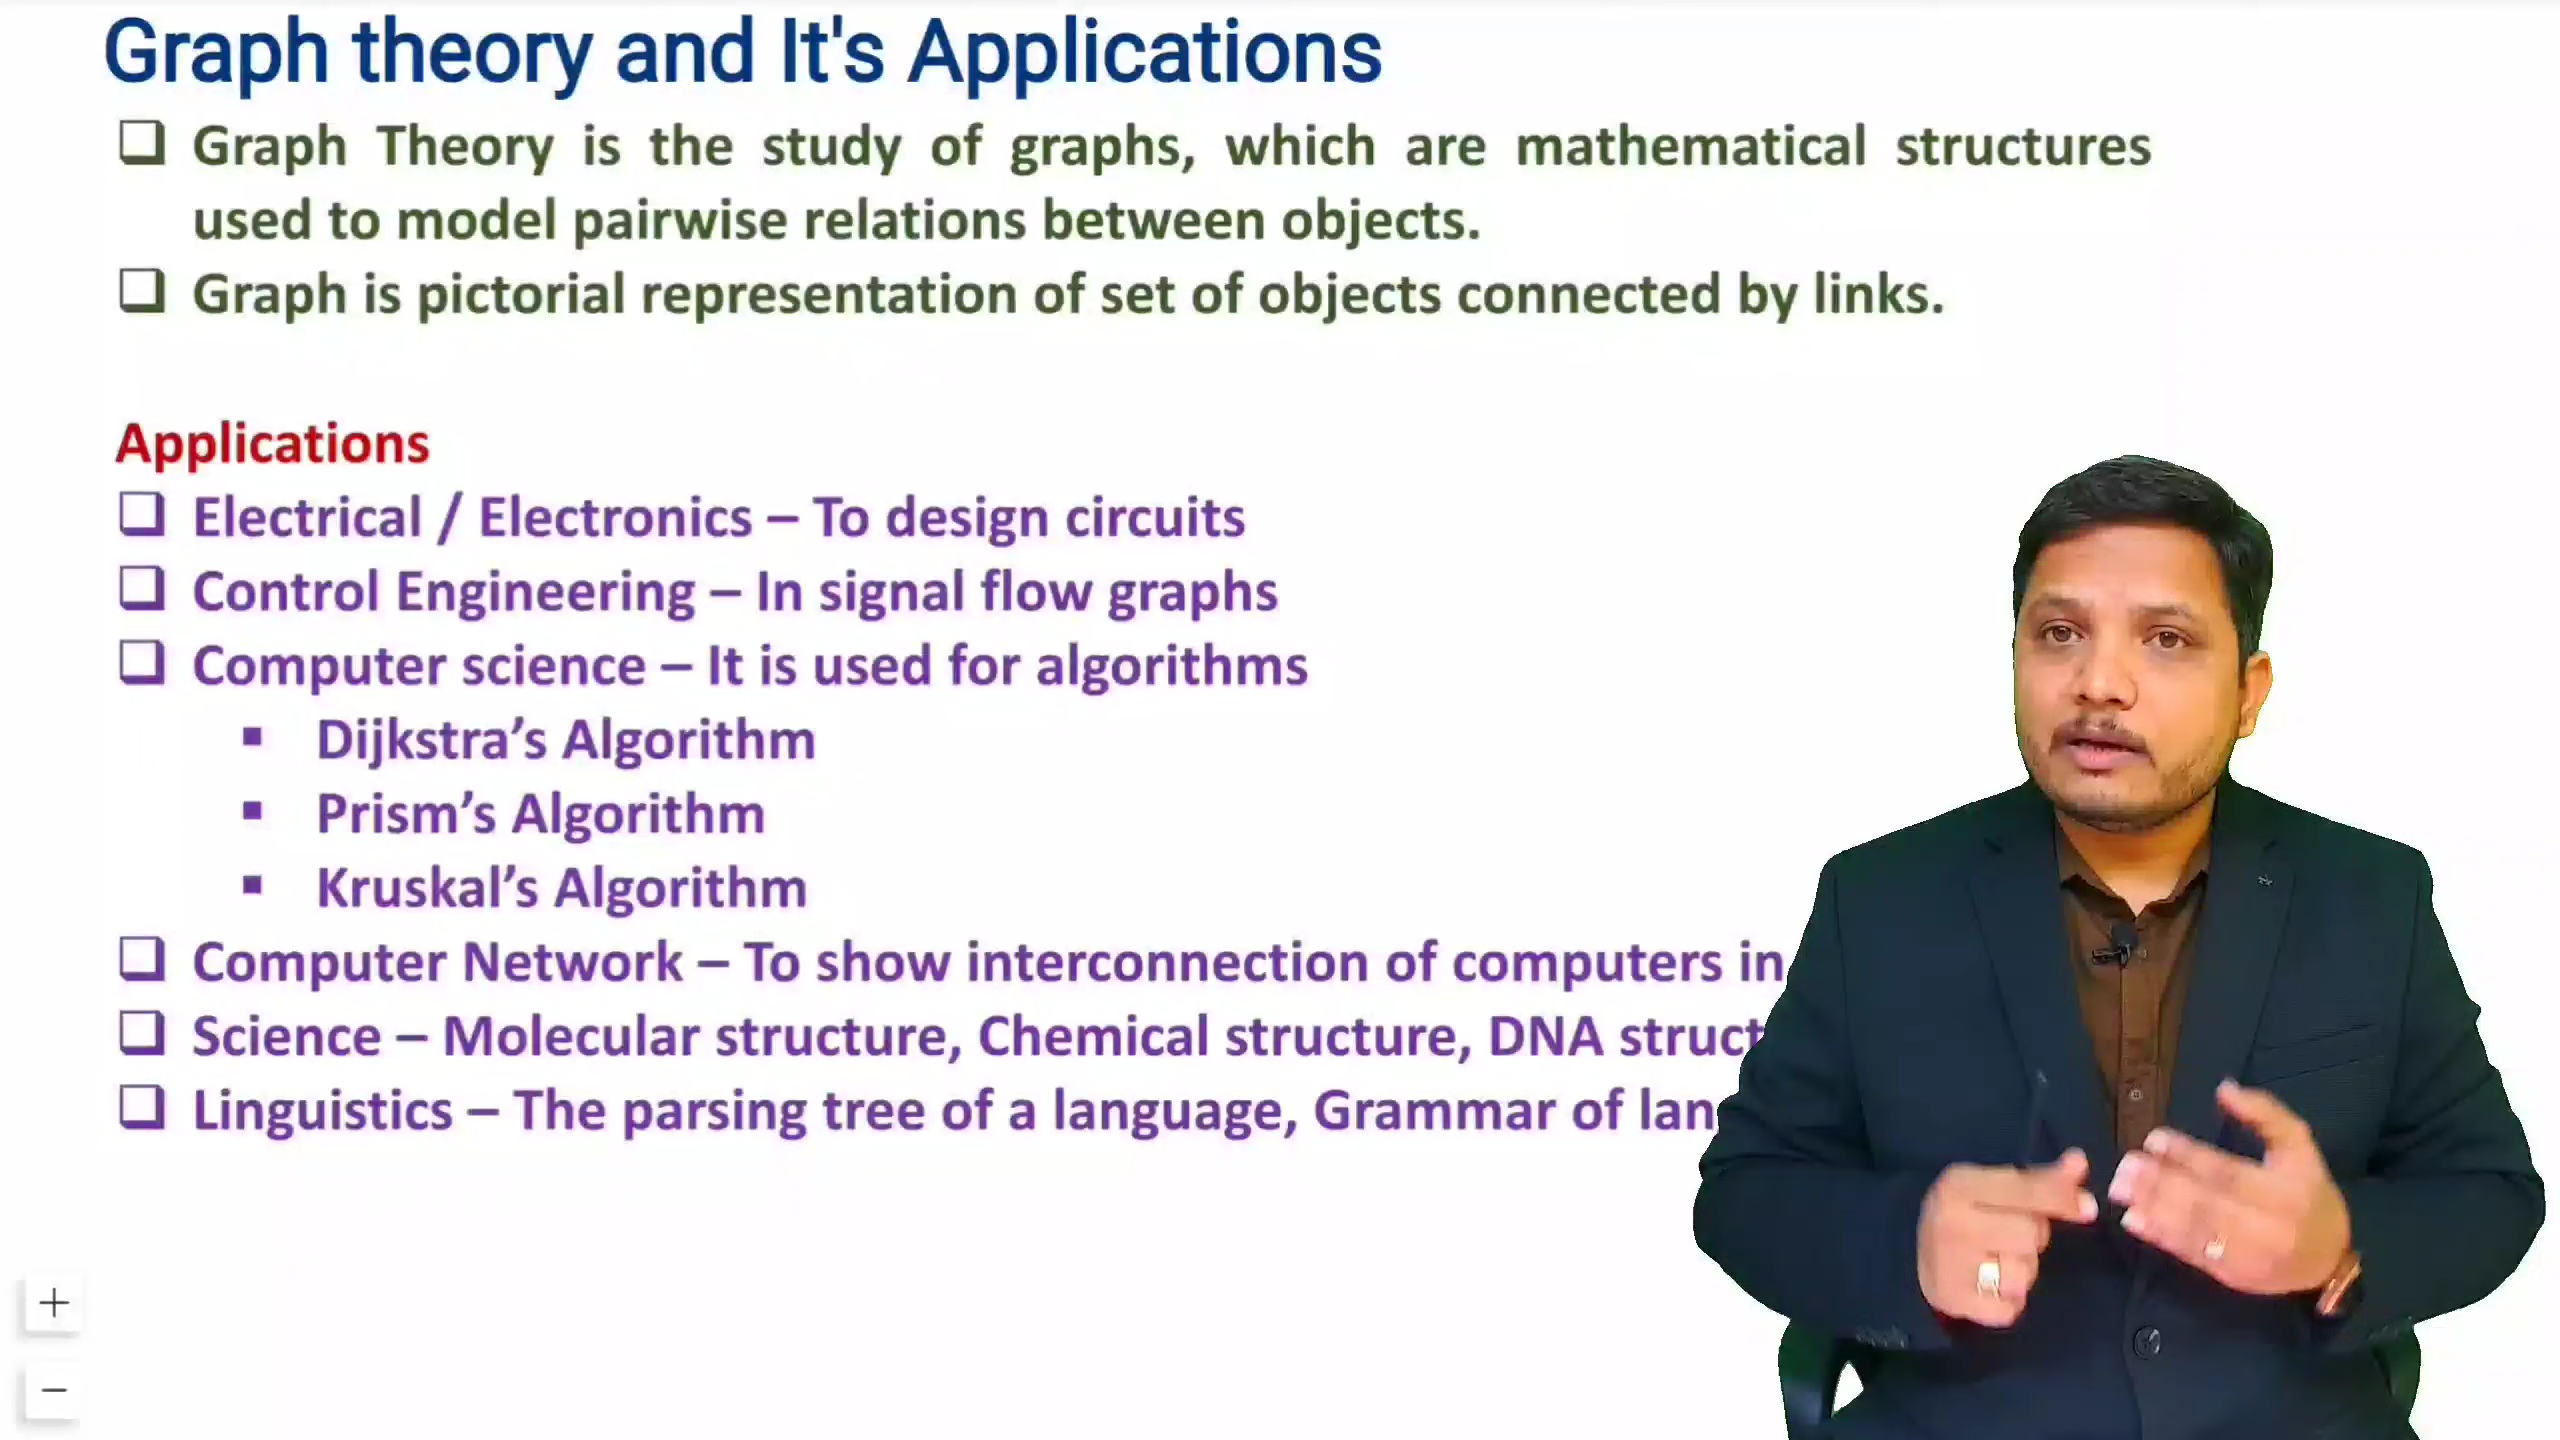 Graph theory and It's Applications
❑ Graph Theory is the study of graphs, which are mathematical structures
used to model pairwise relations between objects.
❑ Graph is pictorial representation of set of objects connected by links.
Applications
❑ Electrical / Electronics – To design circuits
❑ Control Engineering – In signal flow graphs
❑ Computer science – It is used for algorithms
▪ Dijkstra’s Algorithm
▪ Prism’s Algorithm
▪ Kruskal’s Algorithm
❑ Computer Network – To show interconnection of computers in
❑ Science – Molecular structure, Chemical structure, DNA
❑ Linguistics – The parsing tree of a language, Grammar of
+
−